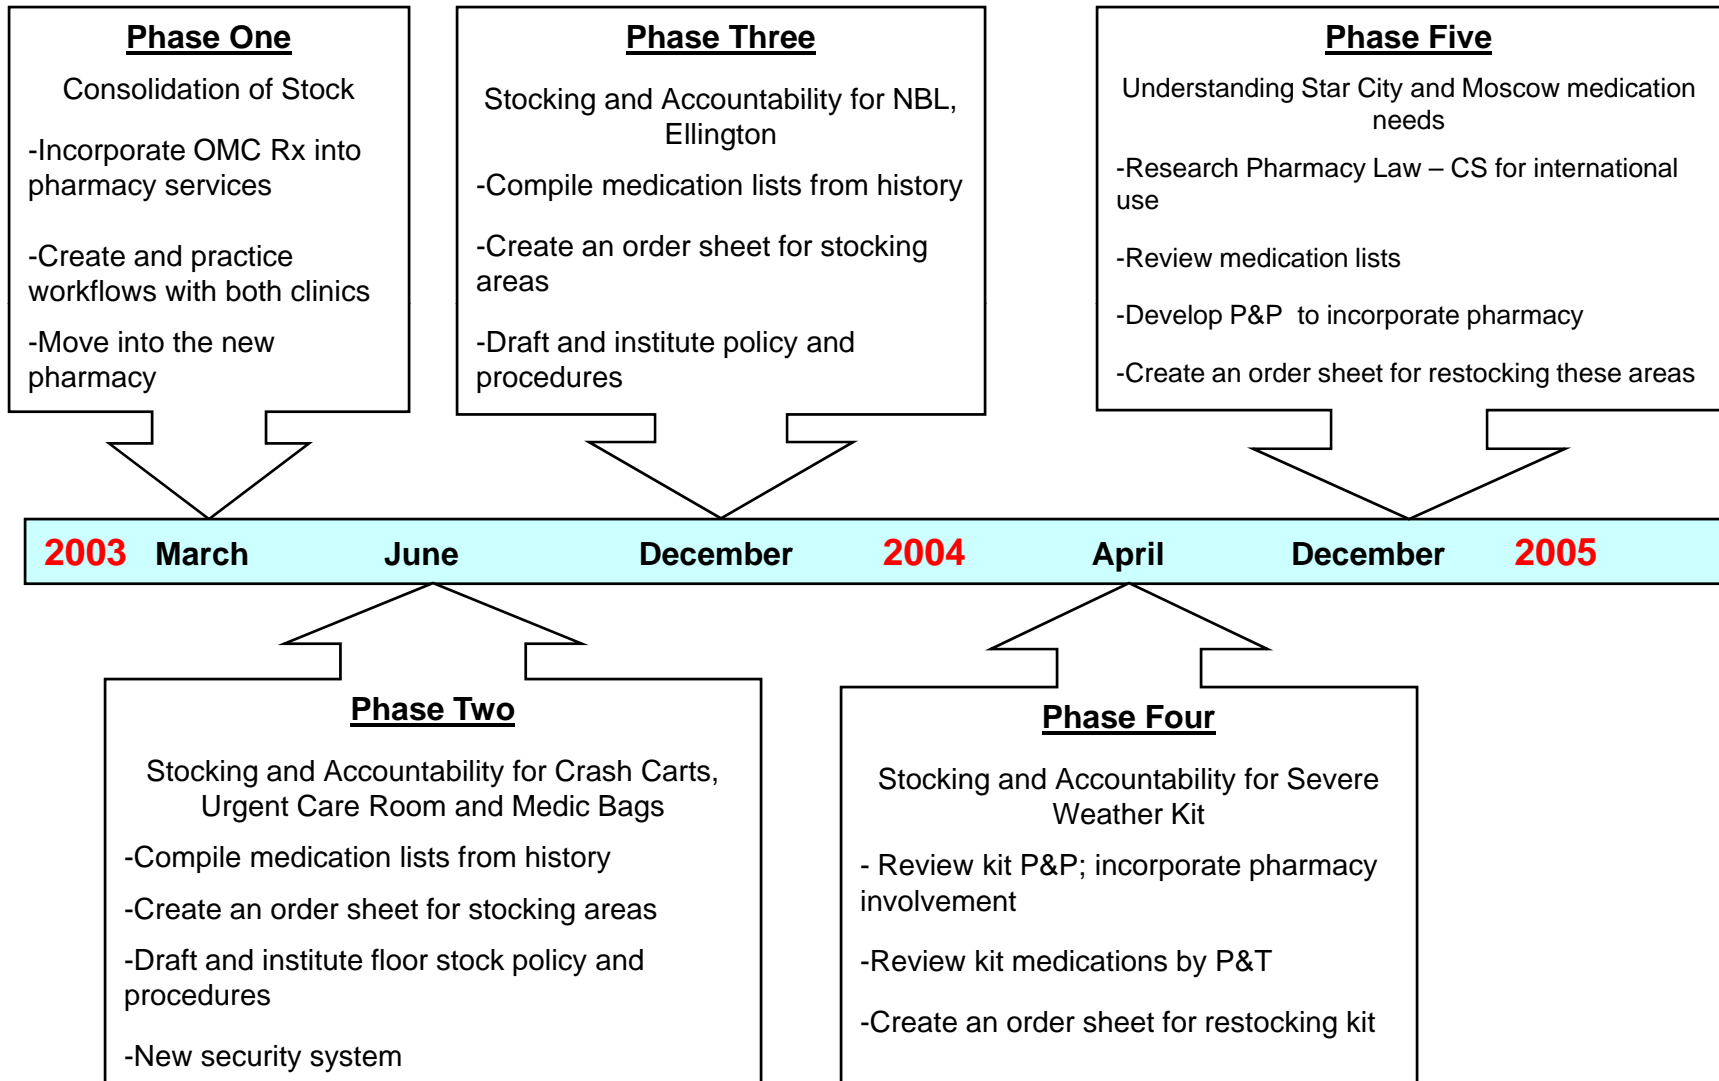 Phase One
Consolidation of Stock
-Incorporate OMC Rx into
pharmacy services
-Create and practice
workflows with both clinics
-Move into the new
pharmacy
Phase Three
Stocking and Accountability for NBL,
Ellington
-Compile medication lists from history
-Create an order sheet for stocking
areas
-Draft and institute policy and
procedures
Phase Five
Understanding Star City and Moscow medication
needs
-Research Pharmacy Law – CS for international
use
-Review medication lists
-Develop P&P  to incorporate pharmacy
-Create an order sheet for restocking these areas
2003 March June December 2004 April December 2005
Phase Two
Stocking and Accountability for Crash Carts,
Urgent Care Room and Medic Bags
-Compile medication lists from history
-Create an order sheet for stocking areas
-Draft and institute floor stock policy and
procedures
-New security system
Phase Four
Stocking and Accountability for Severe
Weather Kit
- Review kit P&P; incorporate pharmacy
involvement
-Review kit medications by P&T
-Create an order sheet for restocking kit